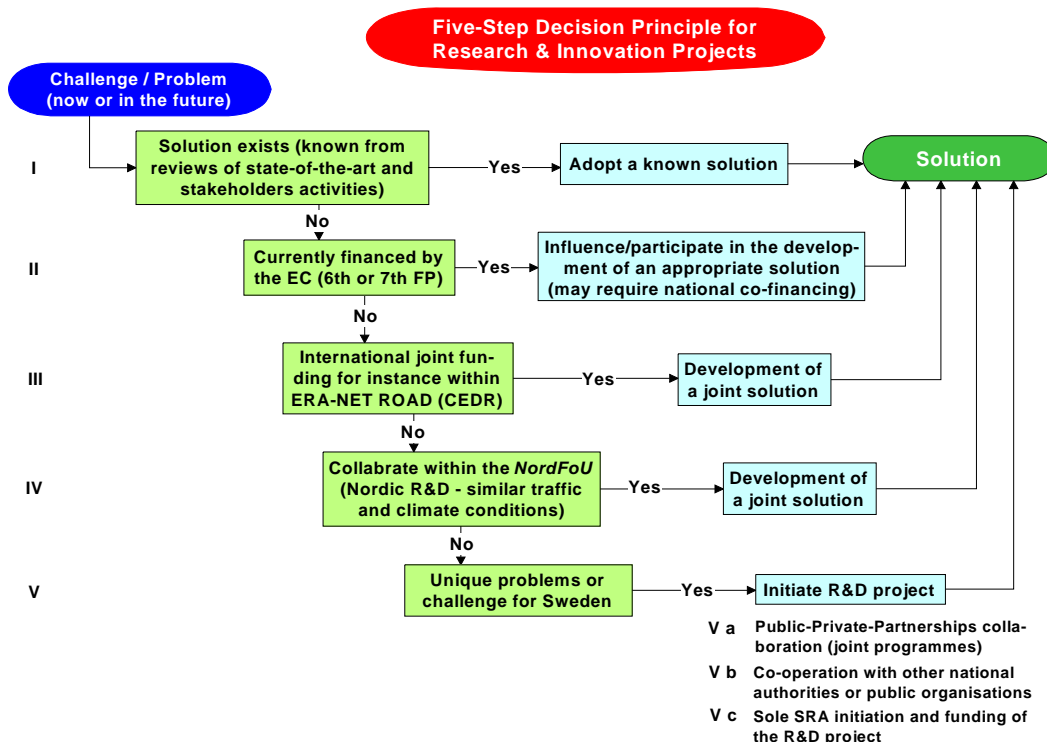 Five-Step Decision Principle for
Research & Innovation Projects
Challenge / Problem
(now or in the future)
I
Solution exists (known from
reviews of state-of-the-art and
stakeholders activities)
Yes
Adopt a known solution
Solution
No
II
Currently financed by
the EC (6th or 7th FP)
Yes
Influence/participate in the develop-
ment of an appropriate solution
(may require national co-financing)
No
III
International joint fun-
ding for instance within
ERA-NET ROAD (CEDR)
Yes
Development of
a joint solution
No
IV
Collabrate within the NordFoU
(Nordic R&D - similar traffic
and climate conditions)
Yes
Development of
a joint solution
No
V
Unique problems or
challenge for Sweden
Yes
Initiate R&D project
V a Public-Private-Partnerships colla-
boration (joint programmes)
V b Co-operation with other national
authorities or public organisations
V c Sole SRA initiation and funding of
the R&D project